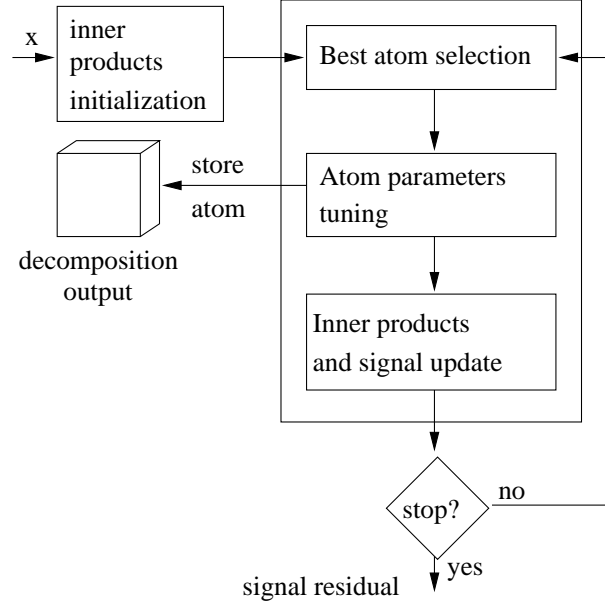 x
inner
products
initialization
Best atom selection
store
atom
Atom parameters
tuning
decomposition
output
Inner products
and signal update
stop?
no
yes
signal residual